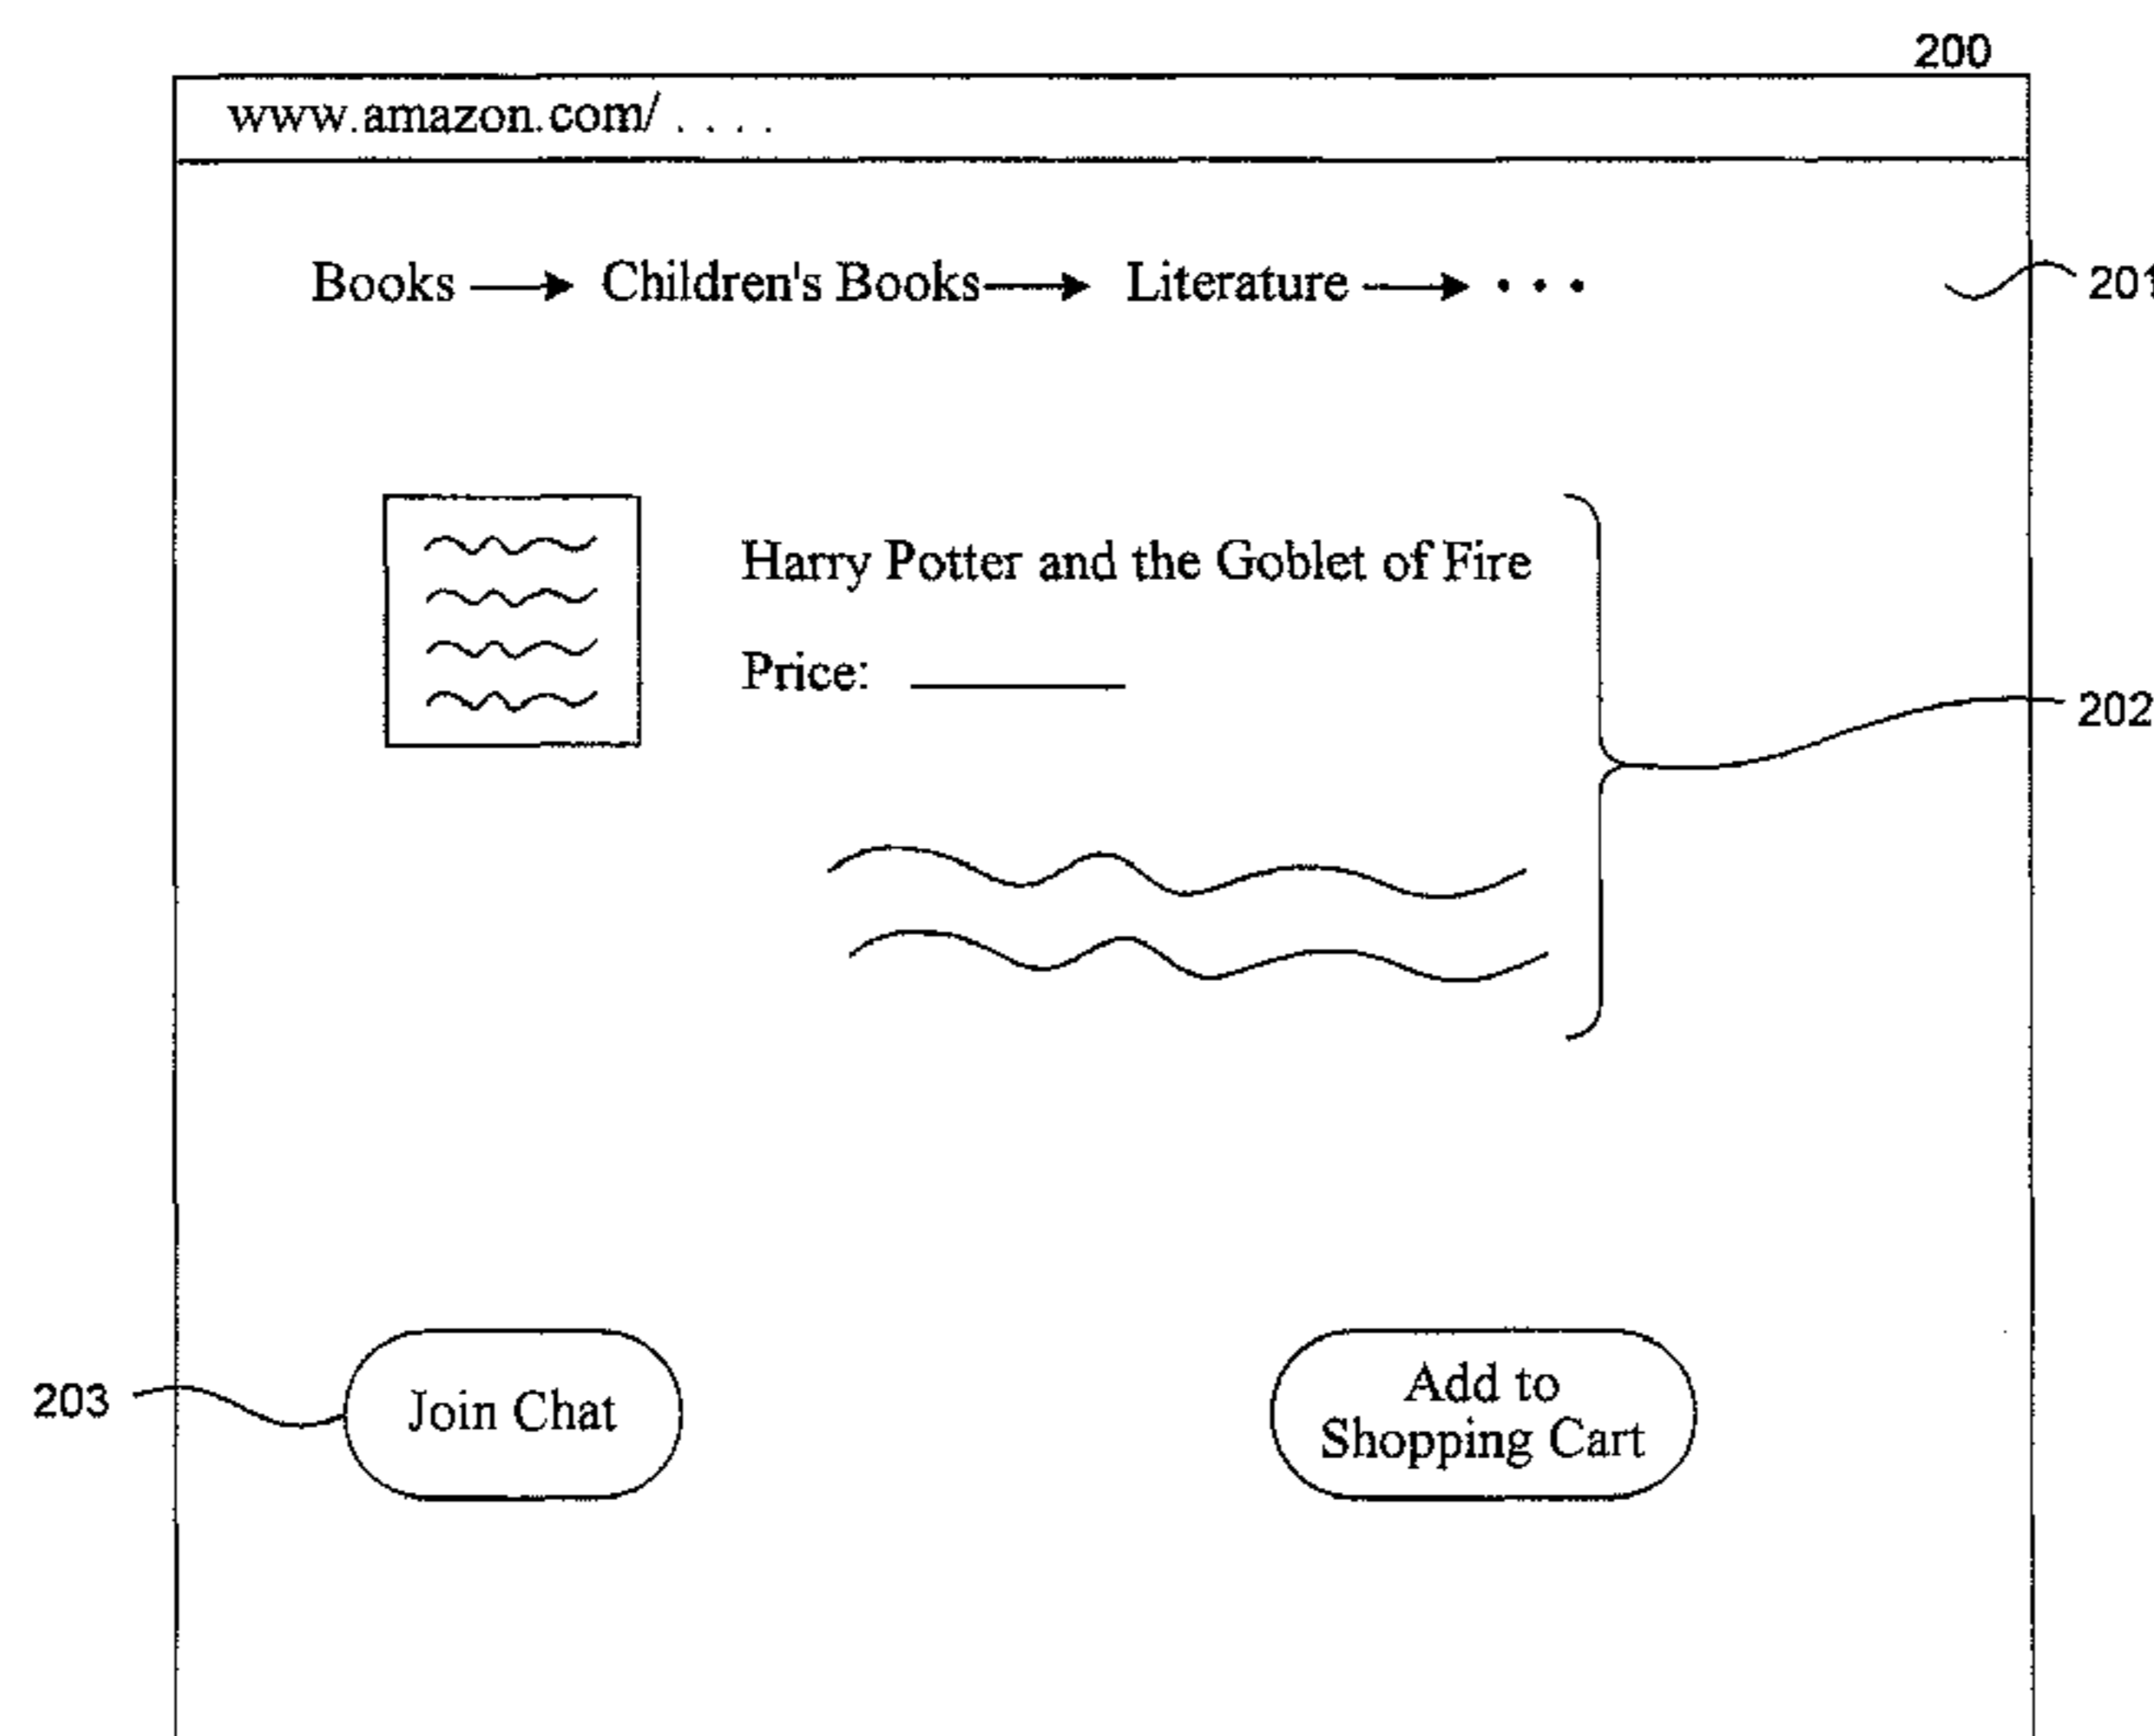 200
www.amazon.com/ . . . .
Books → Children's Books → Literature → • • •
201
Harry Potter and the Goblet of Fire
Price: ________
202
203
Join Chat
Add to
Shopping Cart